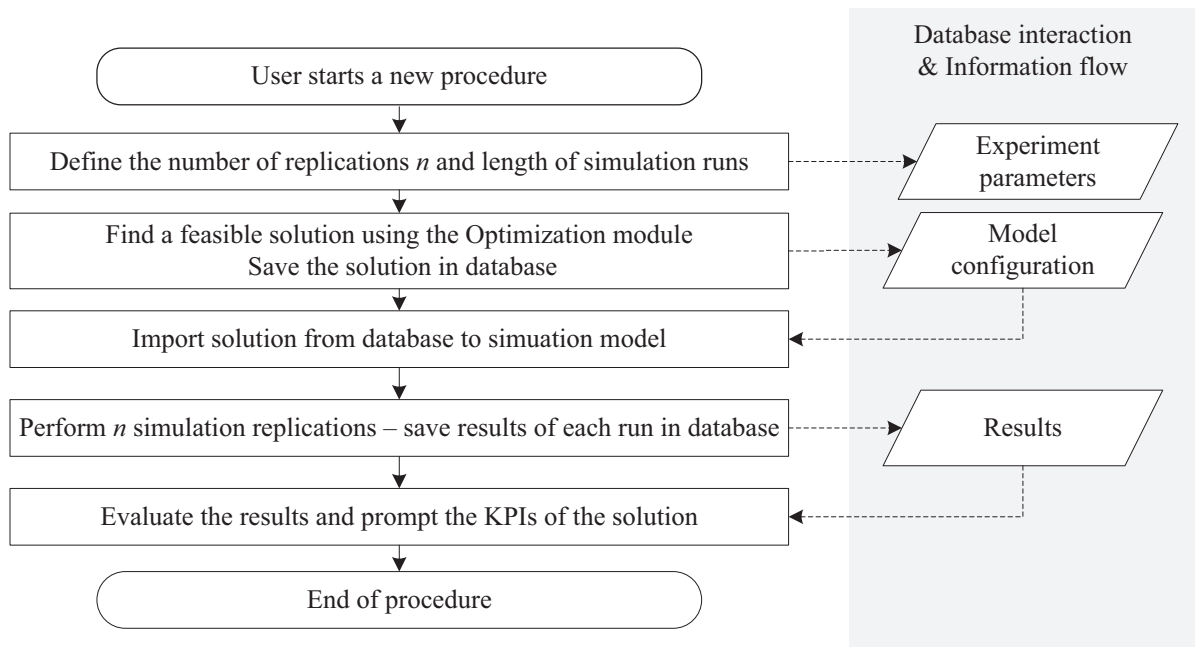 Database interaction
& Information flow
User starts a new procedure
Define the number of replications n and length of simulation runs
Experiment
parameters
Find a feasible solution using the Optimization module
Save the solution in database
Model
configuration
Import solution from database to simuation model
Perform n simulation replications – save results of each run in database
Results
Evaluate the results and prompt the KPIs of the solution
End of procedure